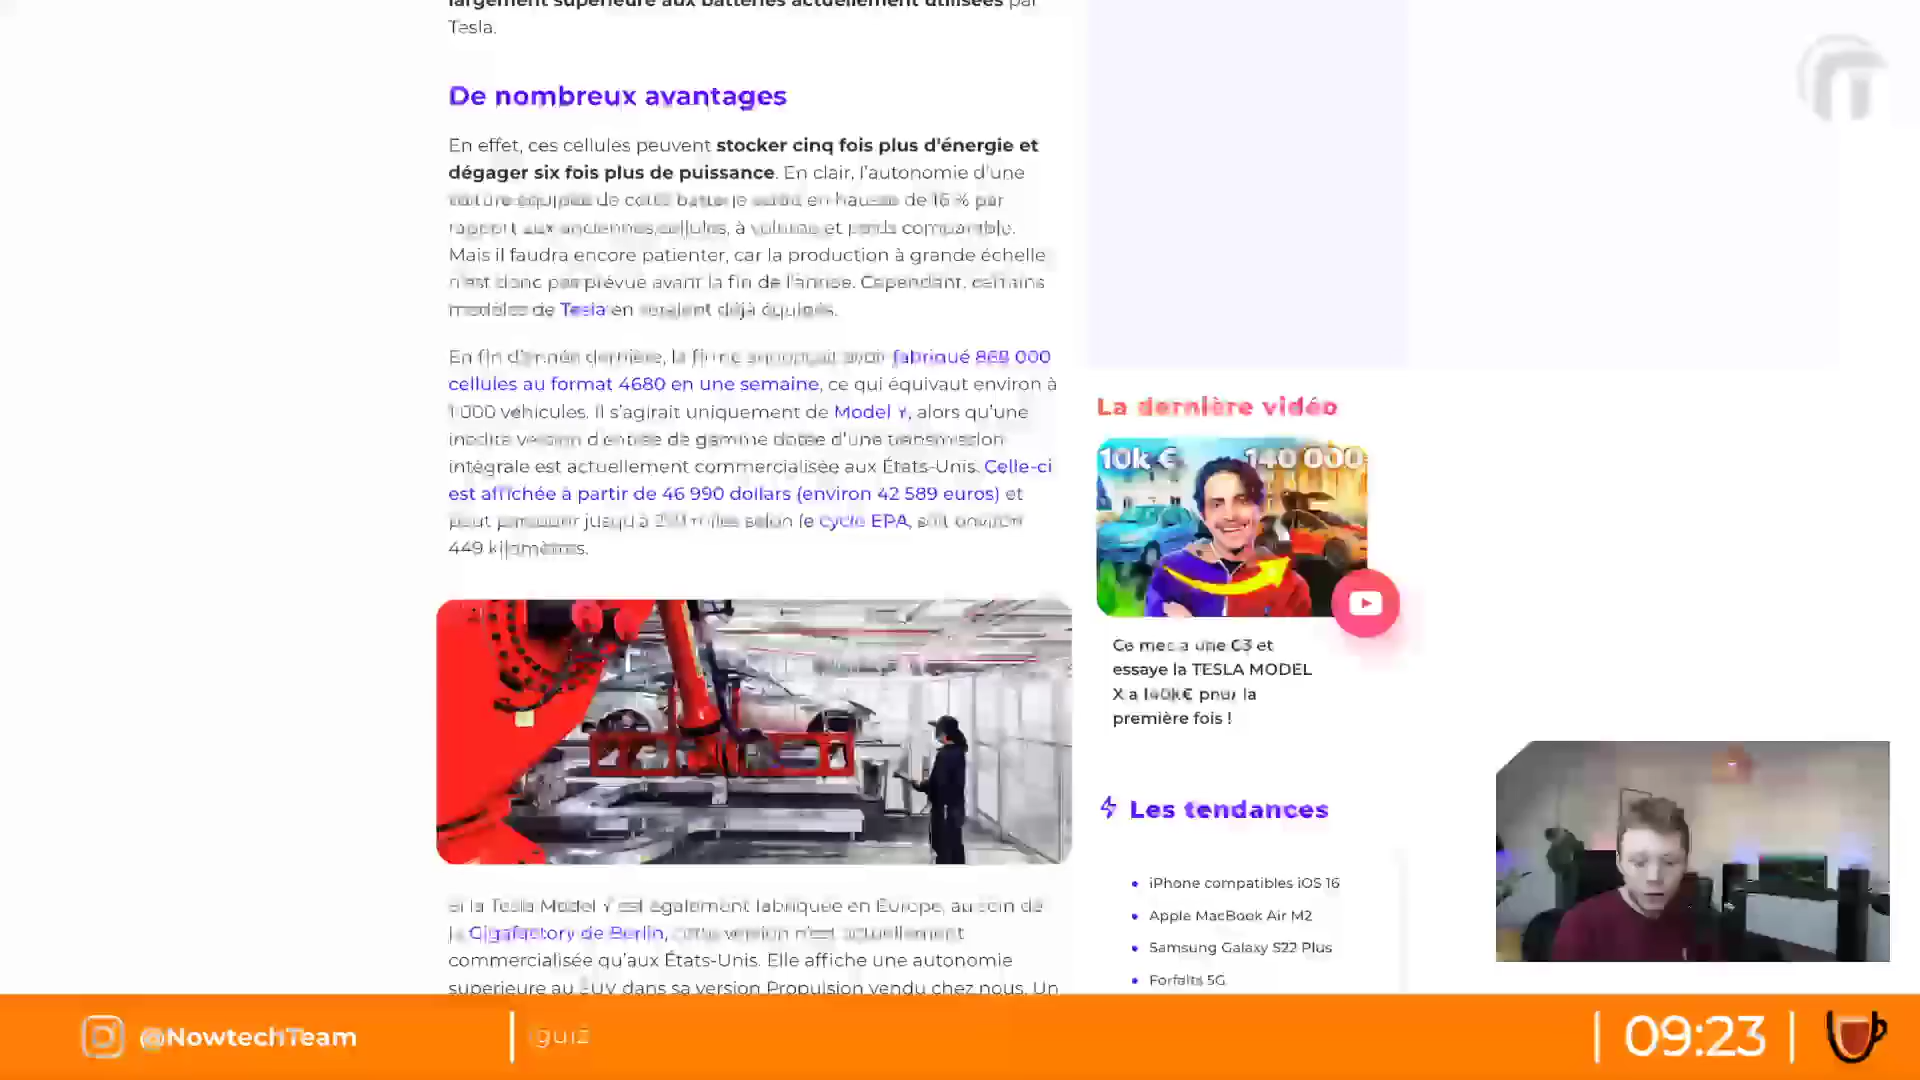 largement supérieure aux batteries actuellement utilisées par
Tesla.
De nombreux avantages
En effet, ces cellules peuvent stocker cinq fois plus d'énergie et
dégager six fois plus de puissance. En clair, l'autonomie d'une
voiture équipée de cette batterie serait en hausse de 16 % par
rapport aux anciennes cellules, à volume et poids comparable.
Mais il faudra encore patienter, car la production à grande échelle
n'est donc pas prévue avant la fin de l'année. Cependant, certains
modèles de Tesla en seraient déjà équipés.
En fin d'année dernière, la firme annonçait avoir fabriqué 868 000
cellules au format 4680 en une semaine, ce qui équivaut environ à
1 000 véhicules. Il s'agirait uniquement de Model Y, alors qu'une
inédite version d'entrée de gamme dotée d'une transmission
intégrale est actuellement commercialisée aux États-Unis. Celle-ci
est affichée à partir de 46 990 dollars (environ 42 589 euros) et
peut parcourir jusqu'à miles selon le cycle EPA, soit environ
449 kilomètres.
Si la Tesla Model Y est également fabriquée en Europe, au sein de
la Gigafactory de Berlin, cette version n'est actuellement
commercialisée qu'aux États-Unis. Elle affiche une autonomie
supérieure au SUV dans sa version Propulsion vendu chez nous. Un
La dernière vidéo
10k € 140 000
Ce mec a une C3 et
essaye la TESLA MODEL
X a 140k€ pour la
première fois !
Les tendances
iPhone compatibles iOS 16
Apple MacBook Air M2
Samsung Galaxy S22 Plus
Forfaits 5G
@NowtechTeam
guiz
09:23